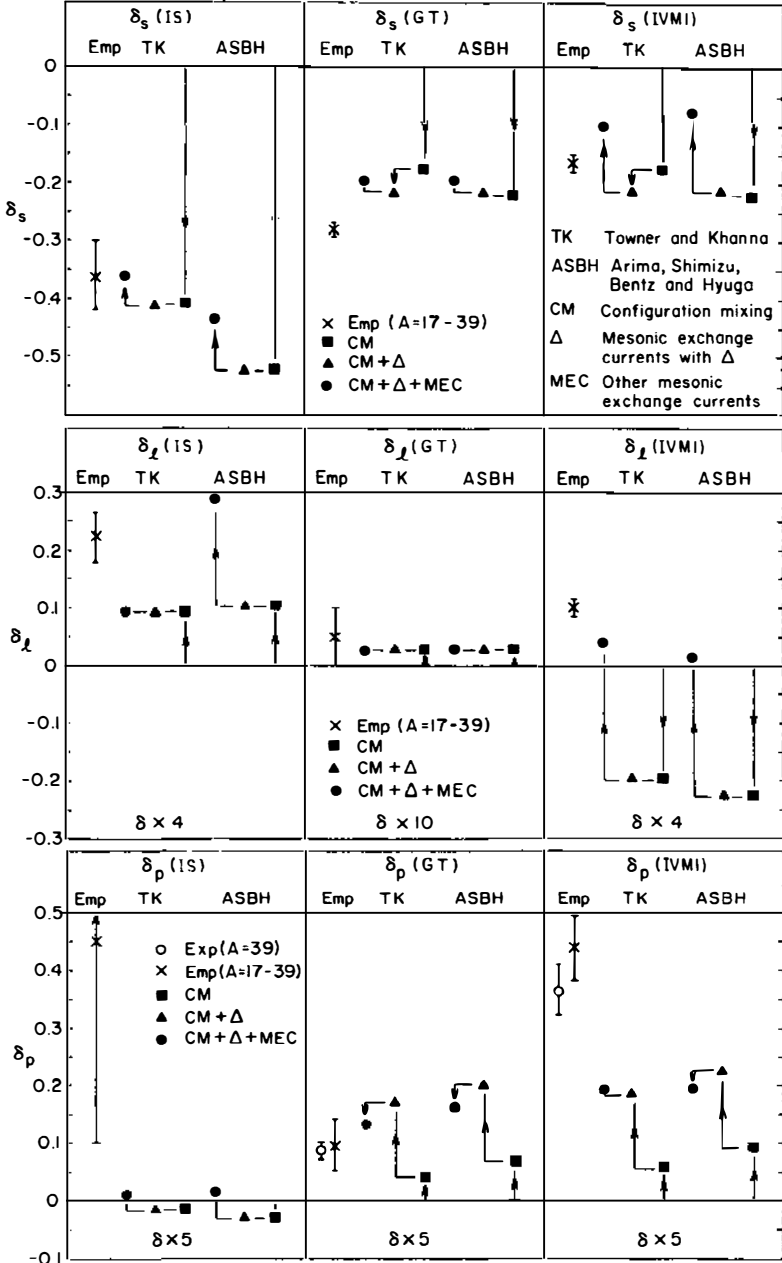 δs (IS) δs (GT) δs (IVM1)
Emp TK ASBH Emp TK ASBH Emp TK ASBH
0
-0.1
-0.2
δs
-0.3
-0.4
-0.5
× Emp (A=17-39)
■ CM
▲ CM+Δ
● CM+Δ+MEC
TK Towner and Khanna
ASBH Arima, Shimizu,
Bentz and Hyuga
CM Configuration mixing
Δ Mesonic exchange
currents with Δ
MEC Other mesonic
exchange currents
δℓ (IS) δℓ (GT) δℓ (IVM1)
Emp TK ASBH Emp TK ASBH Emp TK ASBH
0.3
0.2
0.1
δℓ
0
-0.1
-0.2
-0.3
× Emp (A=17-39)
■ CM
▲ CM+Δ
● CM+Δ+MEC
δ×4 δ×10 δ×4
δp (IS) δp (GT) δp (IVM1)
Emp TK ASBH Emp TK ASBH Emp TK ASBH
0.5
0.4
0.3
δp
0.2
0.1
0
-0.1
○ Exp (A=39)
× Emp (A=17-39)
■ CM
▲ CM+Δ
● CM+Δ+MEC
δ×5 δ×5 δ×5